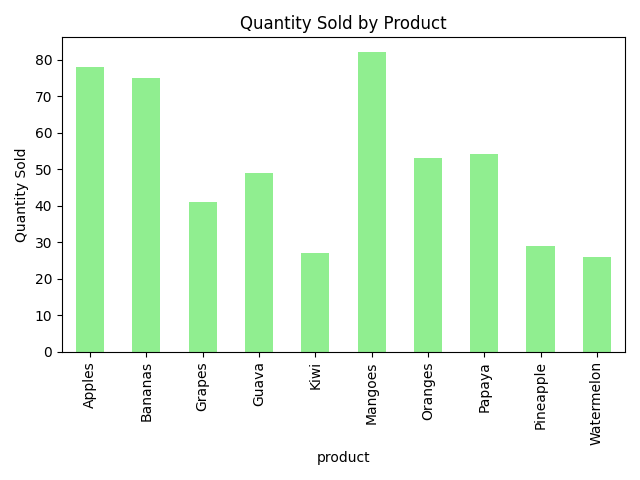 Quantity Sold by Product
Quantity Sold
80
70
60
50
40
30
20
10
0
Apples
Bananas
Grapes
Guava
Kiwi
Mangoes
Oranges
Papaya
Pineapple
Watermelon
product